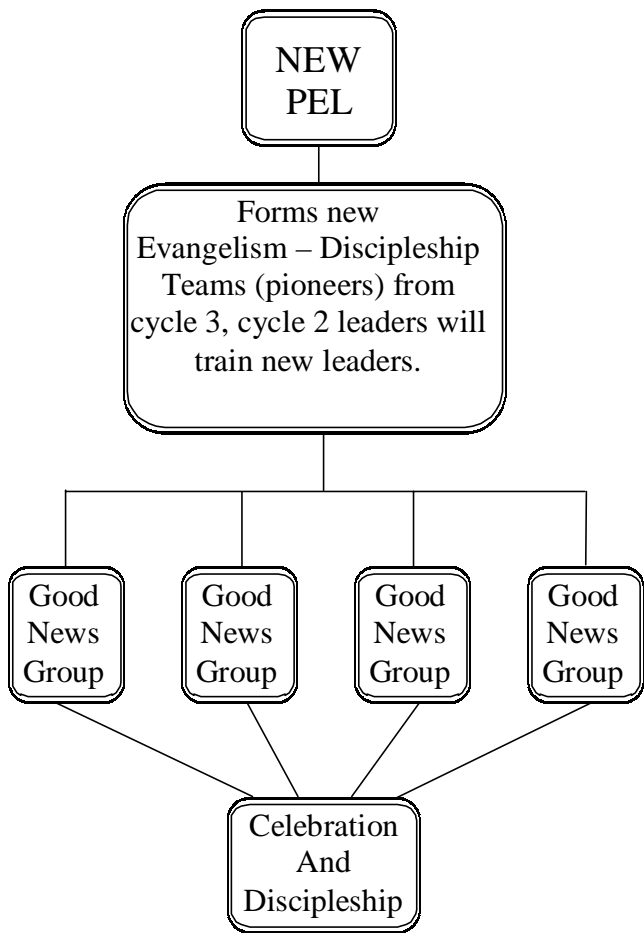 NEW
PEL
Forms new
Evangelism – Discipleship
Teams (pioneers) from
cycle 3, cycle 2 leaders will
train new leaders.
Good
News
Group
Good
News
Group
Good
News
Group
Good
News
Group
Celebration
And
Discipleship